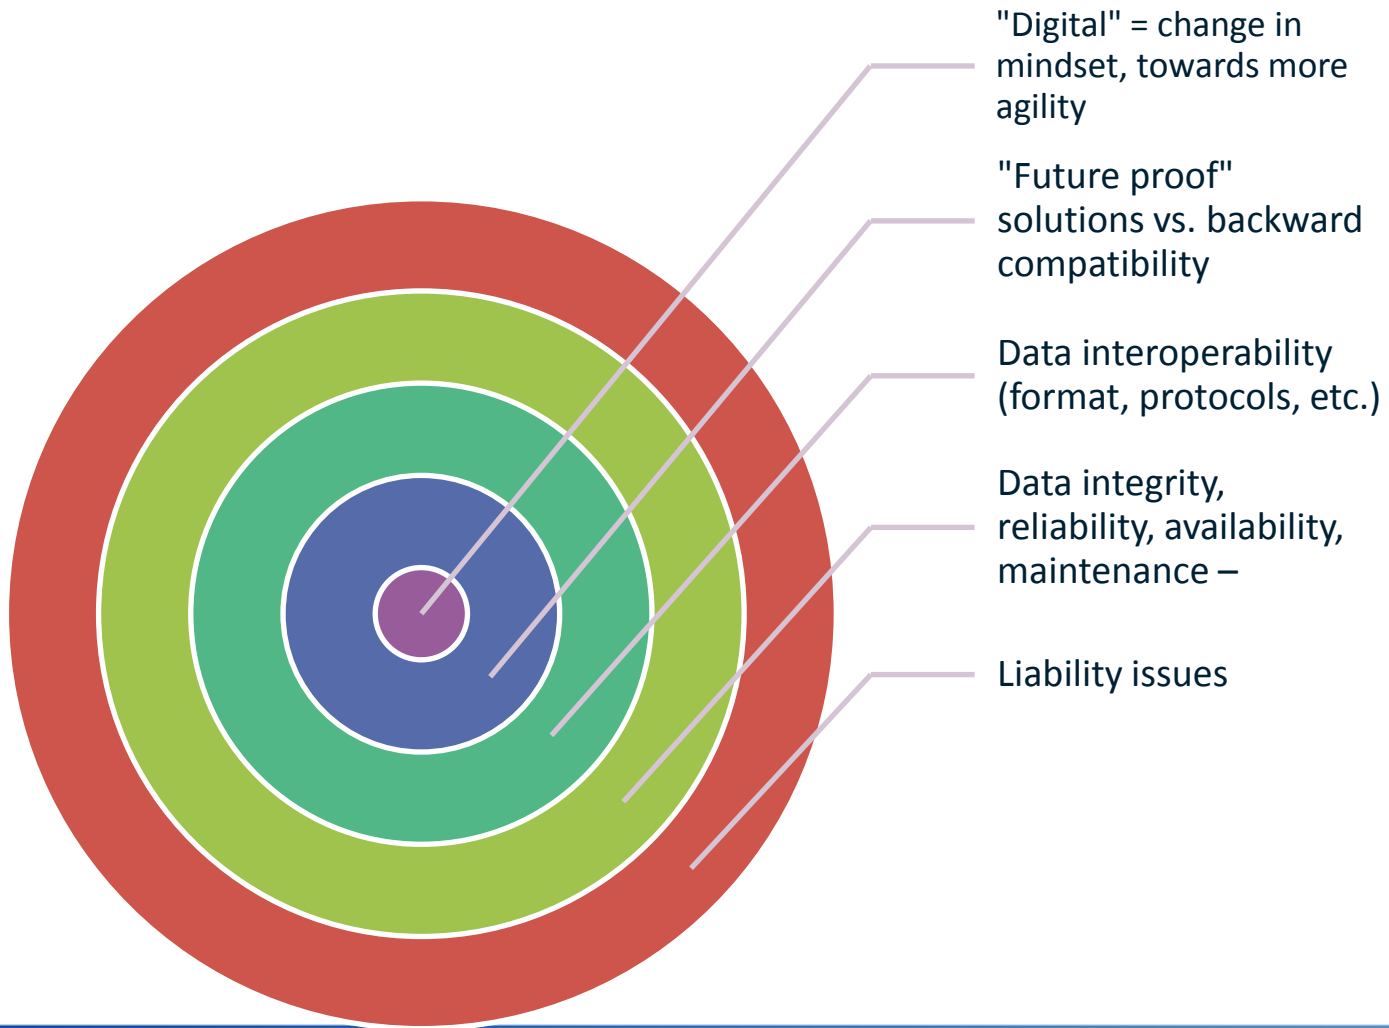 "Digital" = change in
mindset, towards more
agility
"Future proof"
solutions vs. backward
compatibility
Data interoperability
(format, protocols, etc.)
Data integrity,
reliability, availability,
maintenance –
Liability issues